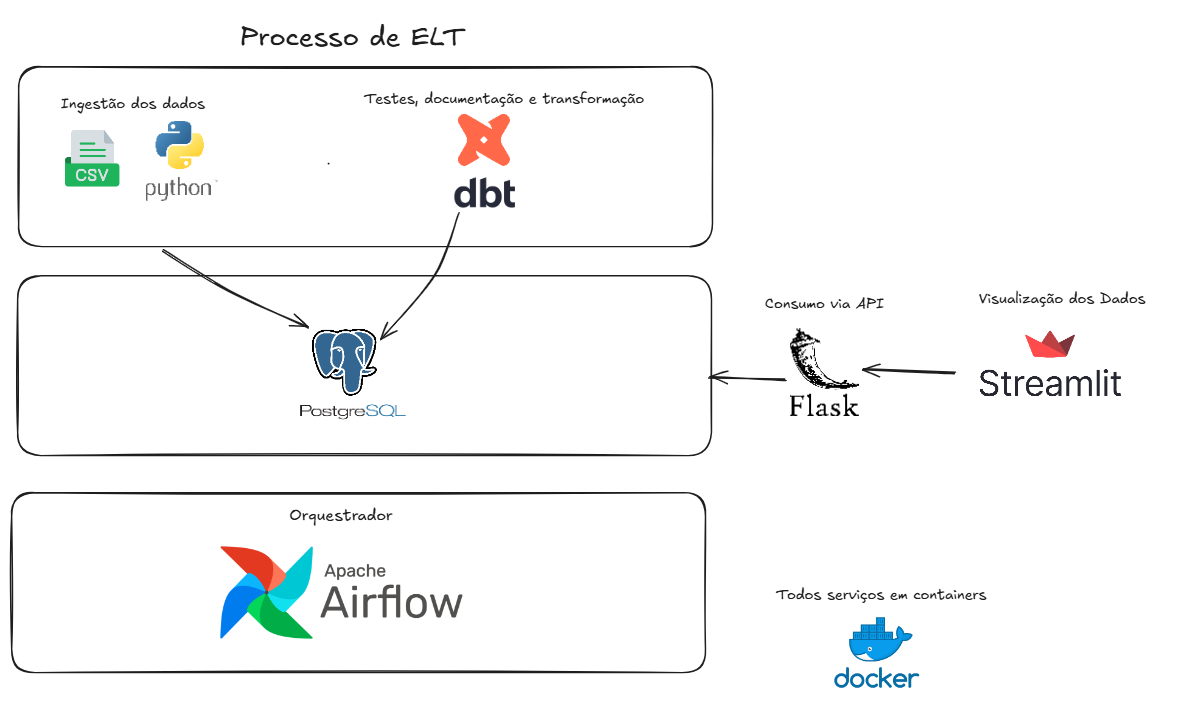 Processo de ELT
Ingestão dos dados
Testes, documentação e transformação
CSV
python™
dbt
PostgreSQL
Consumo via API
Flask
Visualização dos Dados
Streamlit
Orquestrador
Apache
Airflow
Todos serviços em containers
docker